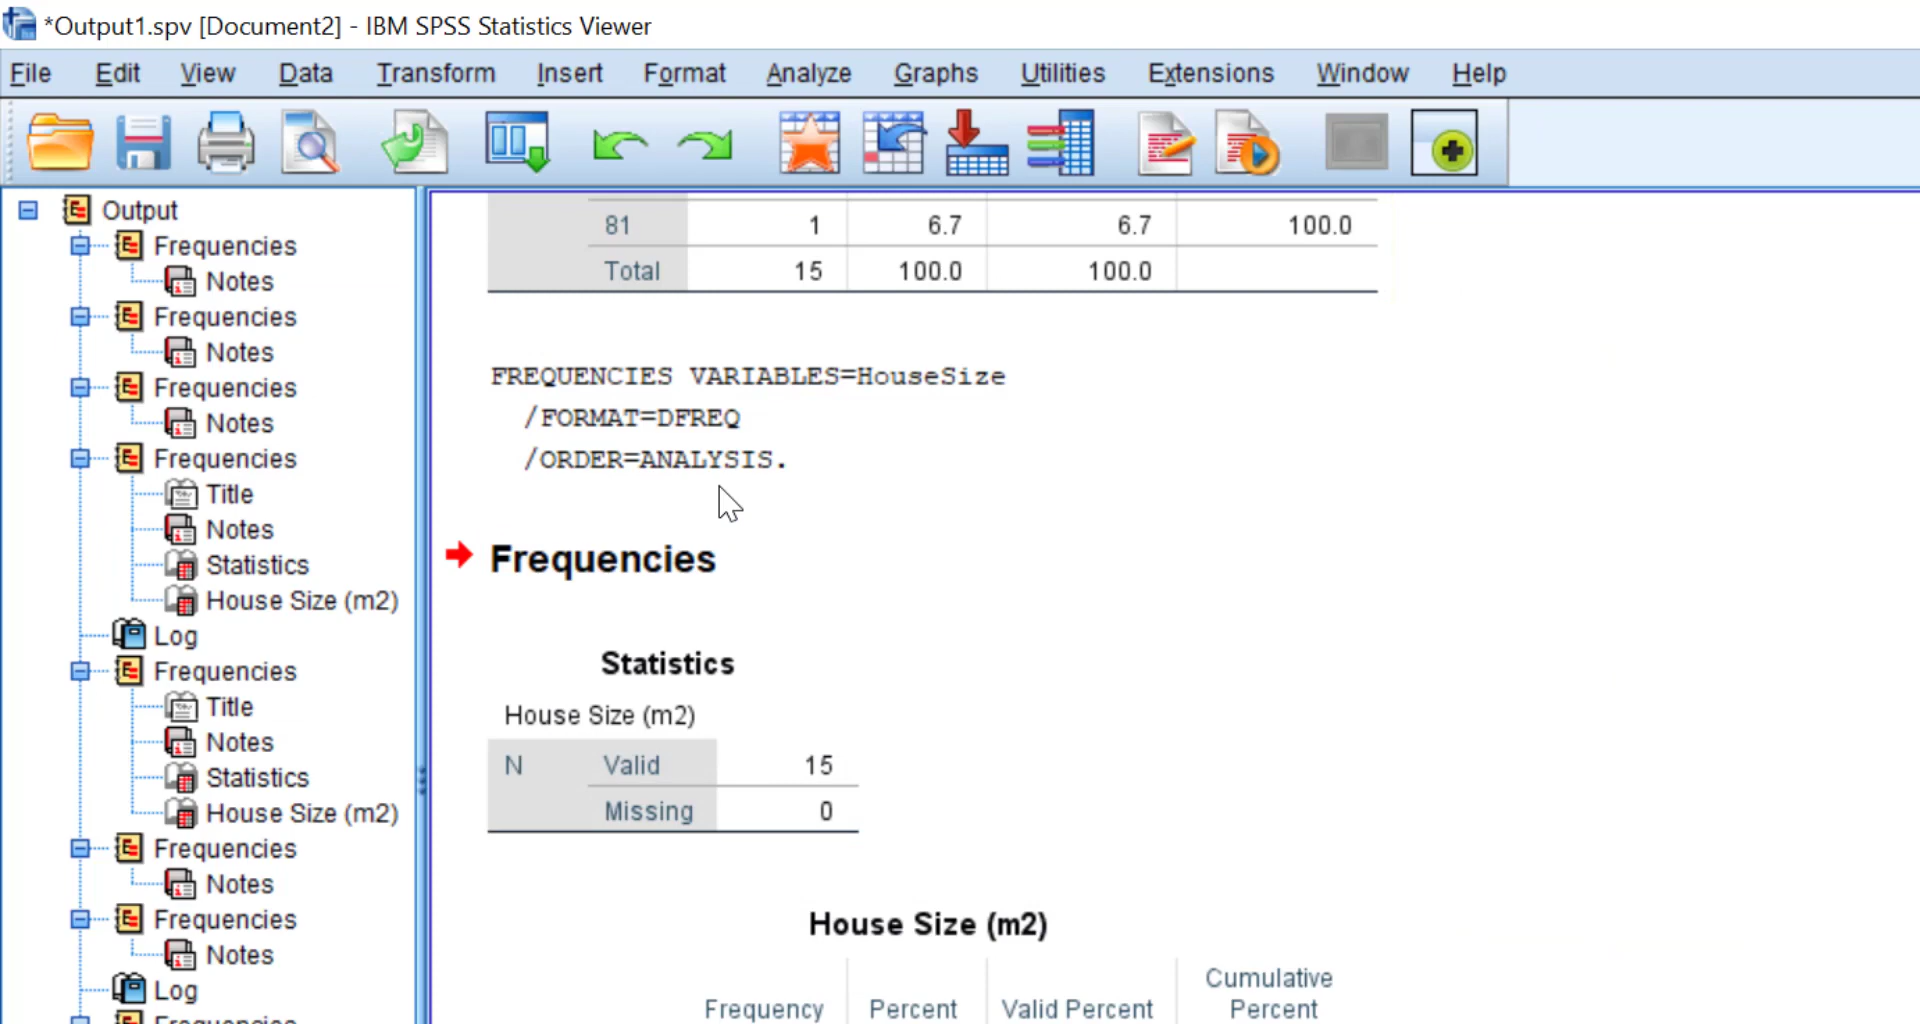 *Output1.spv [Document2] - IBM SPSS Statistics Viewer
File Edit View Data Transform Insert Format Analyze Graphs Utilities Extensions Window Help
Output
Frequencies
Notes
Frequencies
Notes
Frequencies
Notes
Frequencies
Title
Notes
Statistics
House Size (m2)
Log
Frequencies
Title
Notes
Statistics
House Size (m2)
Frequencies
Notes
Frequencies
Notes
Log
Frequencies
81 1 6.7 6.7 100.0
Total 15 100.0 100.0
FREQUENCIES VARIABLES=HouseSize
/FORMAT=DFREQ
/ORDER=ANALYSIS.
Frequencies
Statistics
House Size (m2)
N Valid 15
Missing 0
House Size (m2)
Frequency Percent Valid Percent Cumulative Percent